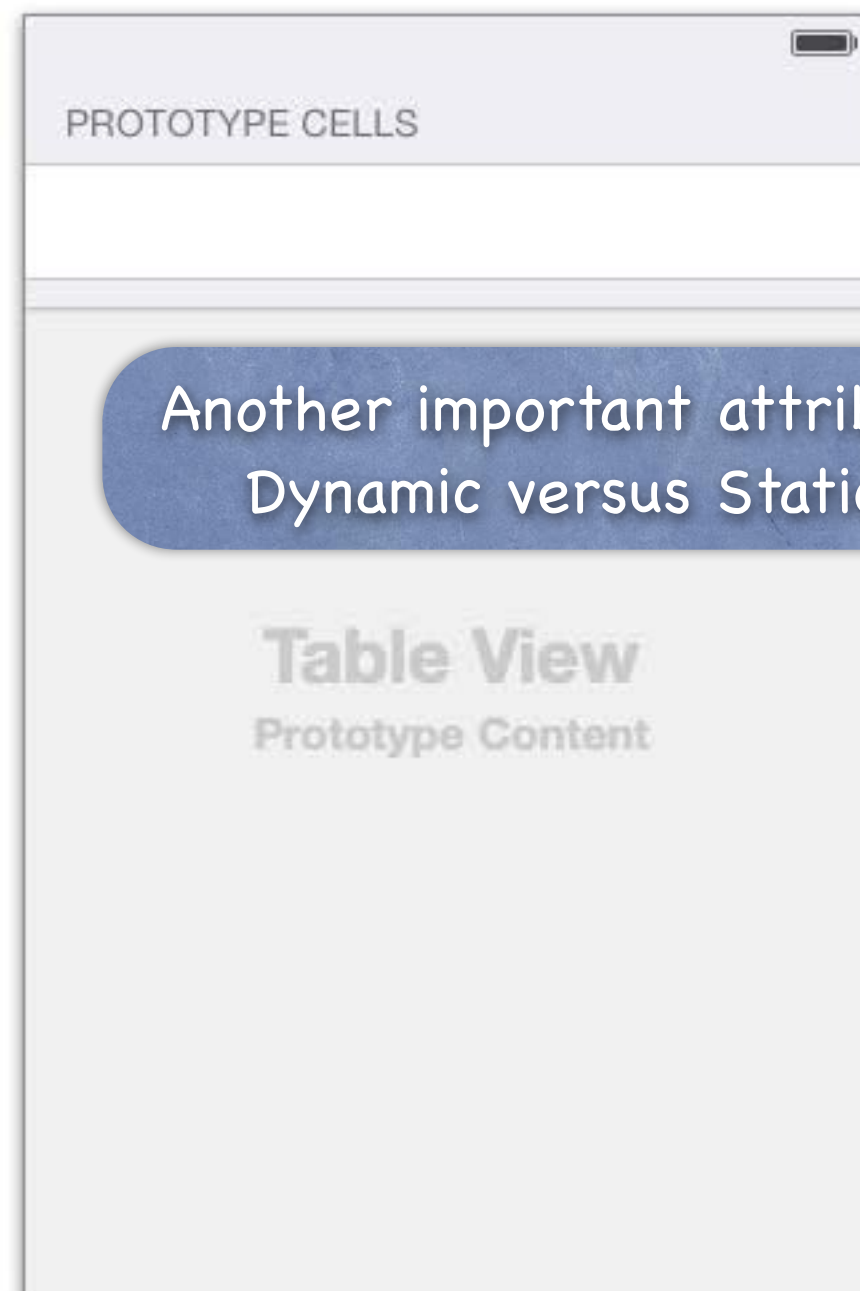 PROTOTYPE CELLS
Another important
Dynamic versus
Table View
Prototype Content